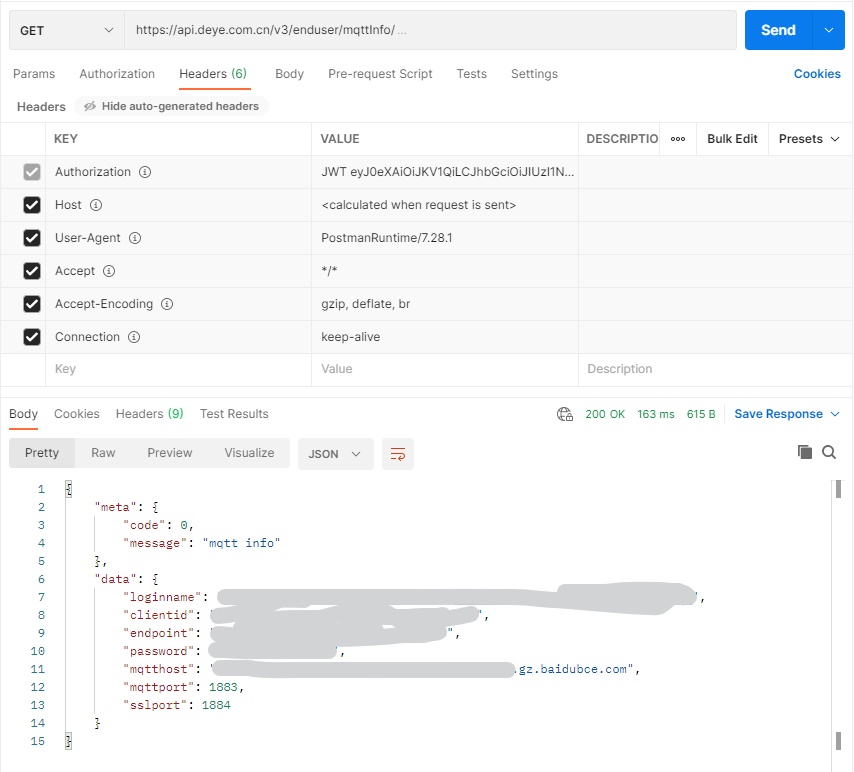 GET https://api.deye.com.cn/v3/enduser/mqttInfo/... Send
Params Authorization Headers (6) Body Pre-request Script Tests Settings Cookies
Headers Hide auto-generated headers
KEY VALUE DESCRIPTIO ooo Bulk Edit Presets
Authorization JWT eyJ0eXAiOiJKV1QiLCJhbGciOiJIUzI1N...
Host <calculated when request is sent>
User-Agent PostmanRuntime/7.28.1
Accept */*
Accept-Encoding gzip, deflate, br
Connection keep-alive
Key Value Description
Body Cookies Headers (9) Test Results 200 OK 163 ms 615 B Save Response
Pretty Raw Preview Visualize JSON
1 {
2 "meta": {
3 "code": 0,
4 "message": "mqtt info"
5 },
6 "data": {
7 "loginname": ",
8 "clientid": "",
9 "endpoint": "",
10 "password": ",
11 "mqtthost": ".gz.baidubce.com",
12 "mqttport": 1883,
13 "sslport": 1884
14 }
15 }